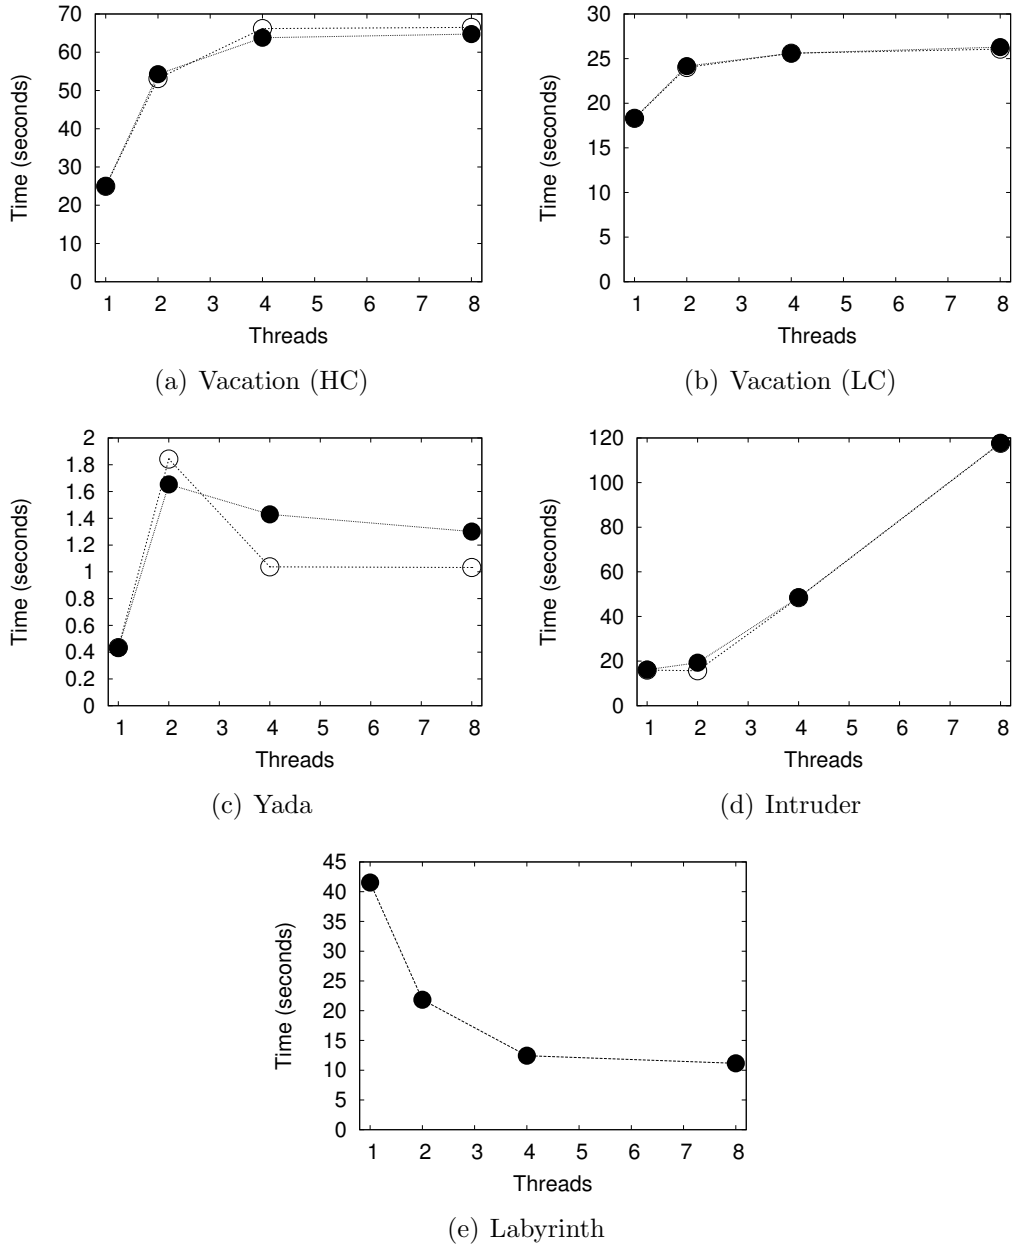 70
60
50
40
30
20
10
0
Time (seconds)
1 2 3 4 5 6 7 8
Threads
(a) Vacation (HC)
30
25
20
15
10
5
0
Time (seconds)
1 2 3 4 5 6 7 8
Threads
(b) Vacation (LC)
2
1.8
1.6
1.4
1.2
1
0.8
0.6
0.4
0.2
0
Time (seconds)
1 2 3 4 5 6 7 8
Threads
(c) Yada
120
100
80
60
40
20
0
Time (seconds)
1 2 3 4 5 6 7 8
Threads
(d) Intruder
45
40
35
30
25
20
15
10
5
0
Time (seconds)
1 2 3 4 5 6 7 8
Threads
(e) Labyrinth